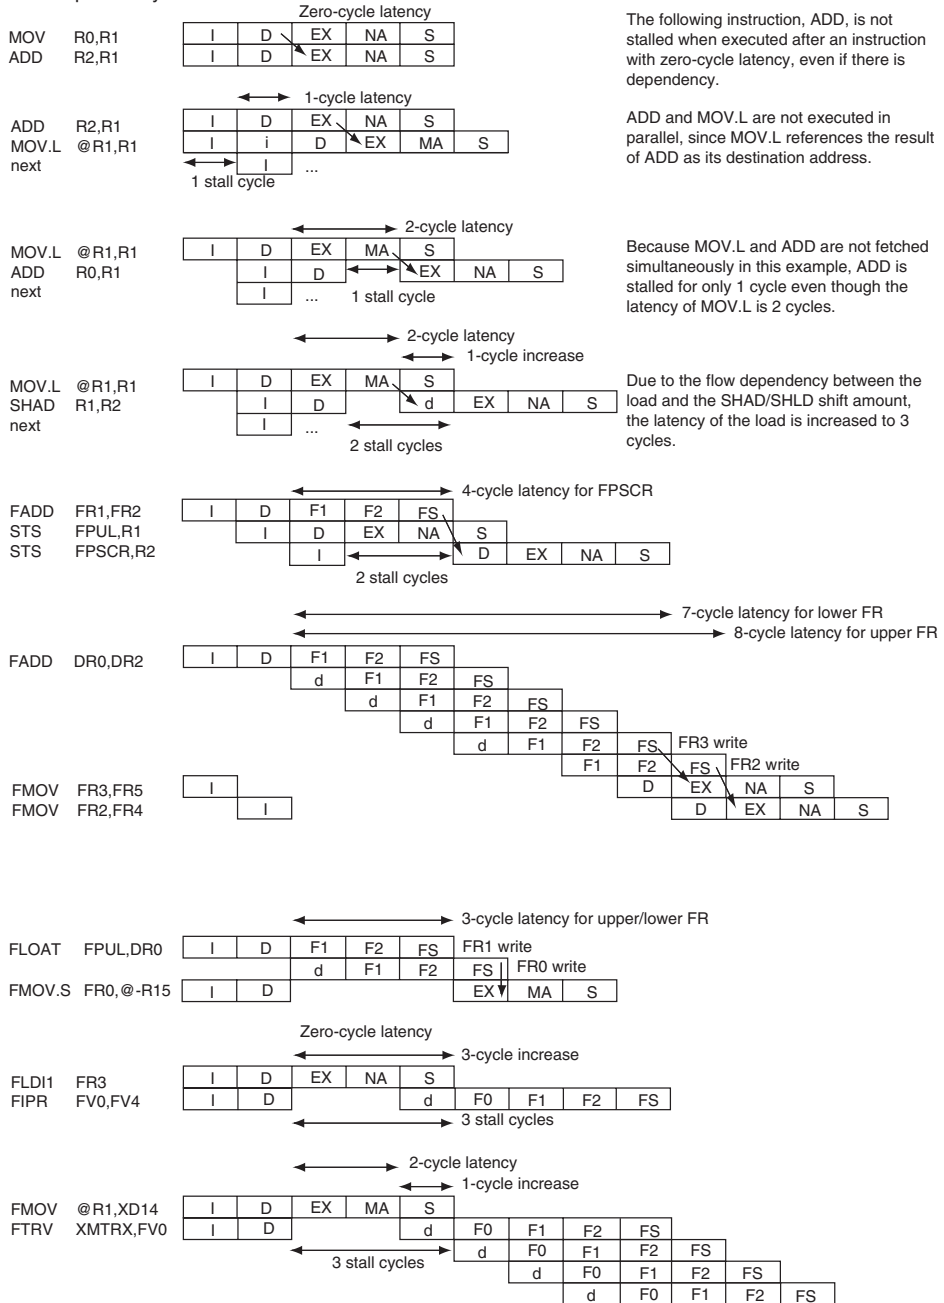 Zero-cycle latency
MOV R0,R1 I D EX NA S
ADD R2,R1 I D EX NA S
The following instruction, ADD, is not
stalled when executed after an instruction
with zero-cycle latency, even if there is
dependency.
1-cycle latency
ADD R2,R1 I D EX NA S
MOV.L @R1,R1 I i D EX MA S
next I ...
1 stall cycle
ADD and MOV.L are not executed in
parallel, since MOV.L references the result
of ADD as its destination address.
2-cycle latency
MOV.L @R1,R1 I D EX MA S
ADD R0,R1 I D EX NA S
next I ... 1 stall cycle
Because MOV.L and ADD are not fetched
simultaneously in this example, ADD is
stalled for only 1 cycle even though the
latency of MOV.L is 2 cycles.
2-cycle latency
1-cycle increase
MOV.L @R1,R1 I D EX MA S
SHAD R1,R2 I D d EX NA S
next I ...
2 stall cycles
Due to the flow dependency between the
load and the SHAD/SHLD shift amount,
the latency of the load is increased to 3
cycles.
4-cycle latency for FPSCR
FADD FR1,FR2 I D F1 F2 FS
STS FPUL,R1 I D EX NA S
STS FPSCR,R2 I D EX NA S
2 stall cycles
7-cycle latency for lower FR
8-cycle latency for upper FR
FADD DR0,DR2 I D F1 F2 FS
d F1 F2 FS
d F1 F2 FS
d F1 F2 FS
d F1 F2 FS FR3 write
F1 F2 FS FR2 write
FMOV FR3,FR5 I D EX NA S
FMOV FR2,FR4 I D EX NA S
3-cycle latency for upper/lower FR
FLOAT FPUL,DR0 I D F1 F2 FS FR1 write
d F1 F2 FS FR0 write
FMOV.S FR0,@-R15 I D EX MA S
Zero-cycle latency
3-cycle increase
FLDI1 FR3 I D EX NA S
FIPR FV0,FV4 I D d F0 F1 F2 FS
3 stall cycles
2-cycle latency
1-cycle increase
FMOV @R1,XD14 I D EX MA S
FTRV XMTRX,FV0 I D d F0 F1 F2 FS
3 stall cycles d F0 F1 F2 FS
d F0 F1 F2 FS
d F0 F1 F2 FS